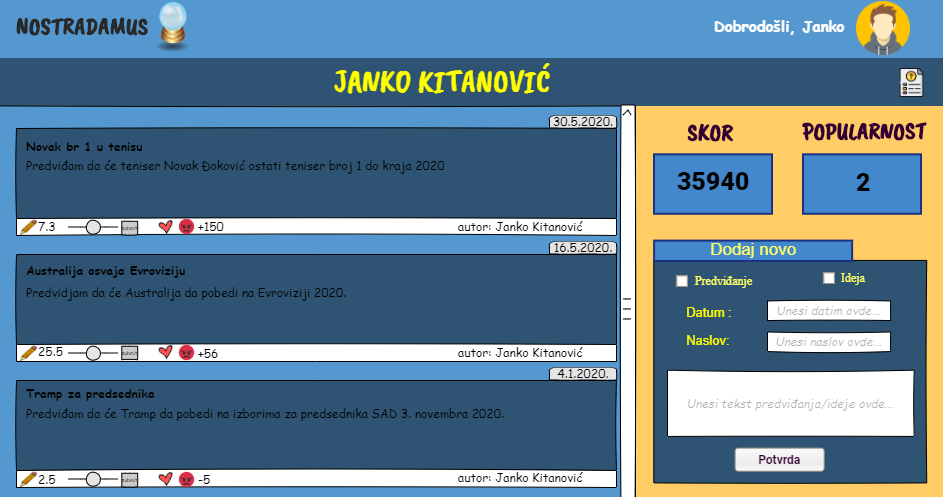 NOSTRADAMUS
Dobrodošli, Janko
JANKO KITANOVIĆ
30.5.2020.
Novak br 1 u tenisu
Predviđam da će teniser Novak Đoković ostati teniser broj 1 do kraja 2020
7.3 submit +150 autor: Janko Kitanović
16.5.2020.
Australija osvaja Evroviziju
Predvidjam da će Australija da pobedi na Evroviziji 2020.
25.5 submit +56 autor: Janko Kitanović
4.1.2020.
Tramp za predsednika
Predviđam da će Tramp da pobedi na izborima za predsednika SAD 3. novembra 2020.
2.5 submit -5 autor: Janko Kitanović
SKOR
POPULARNOST
35940
2
Dodaj novo
Predviđanje
Ideja
Datum :
Unesi datim ovde...
Naslov:
Unesi naslov ovde...
Unesi tekst predviđanja/ideje ovde...
Potvrda